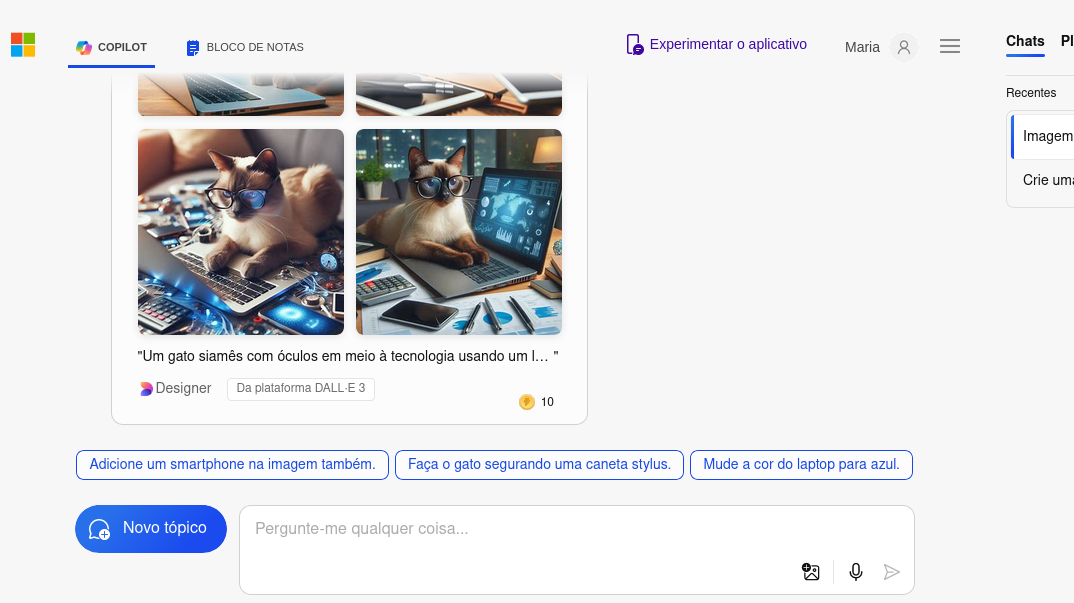 COPILOT
BLOCO DE NOTAS
Experimentar o aplicativo
Maria
Chats
Recentes
Imagem
"Um gato siamês com óculos em meio à tecnologia usando um l… "
Designer
Da plataforma DALL·E 3
10
Adicione um smartphone na imagem também.
Faça o gato segurando uma caneta stylus.
Mude a cor do laptop para azul.
Novo tópico
Pergunte-me qualquer coisa...
Crie uma